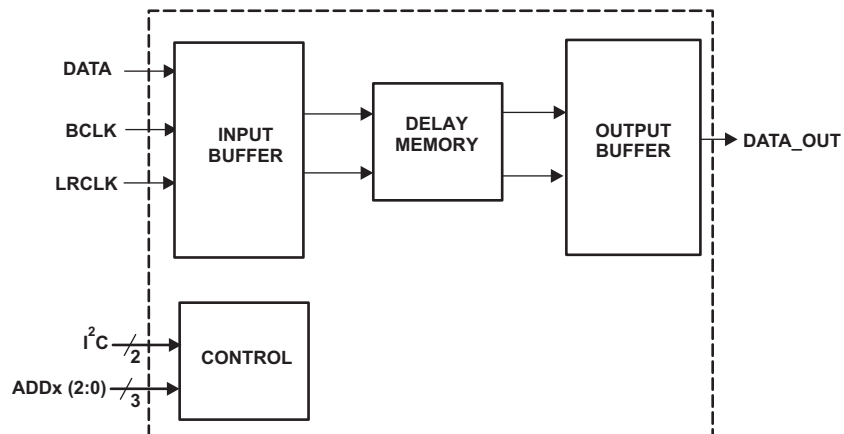 DATA
BCLK
LRCLK
INPUT
BUFFER
DELAY
MEMORY
OUTPUT
BUFFER
DATA_OUT
I²C
2
ADDx (2:0)
3
CONTROL